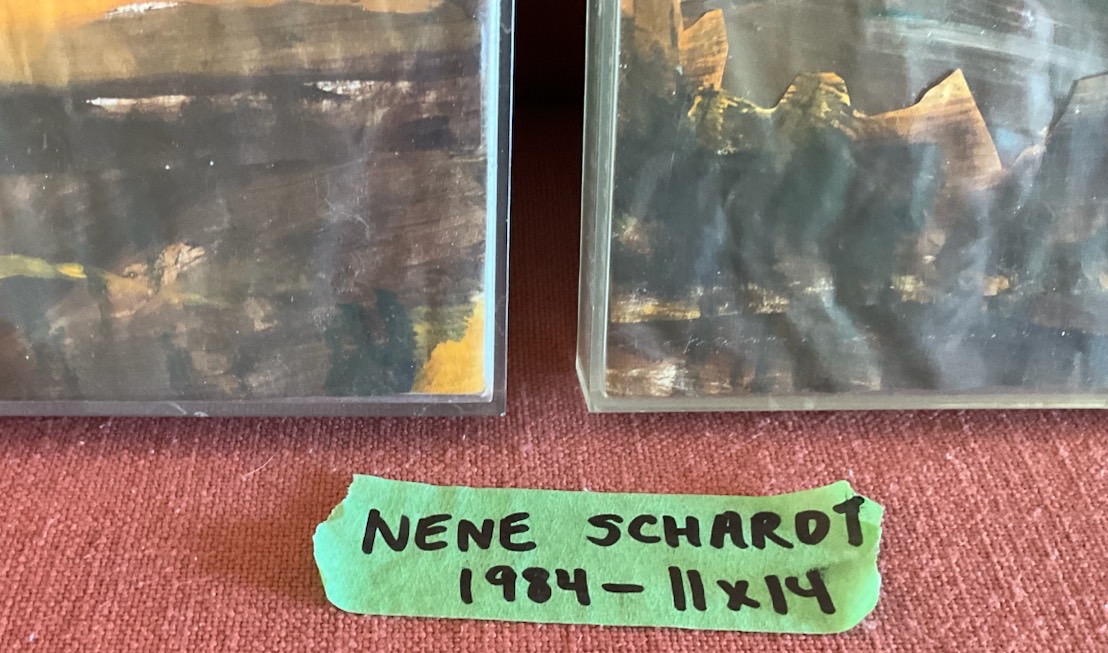 NENE SCHARDT
1984 - 11x14